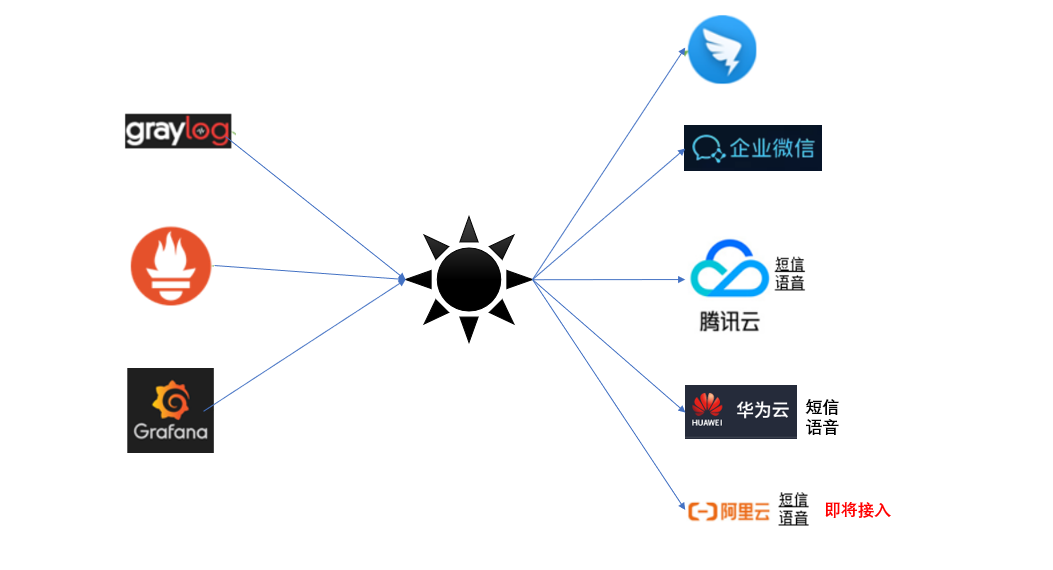 graylog
Grafana
企业微信
短信
语音
腾讯云
HUAWEI
华为云
短信
语音
阿里云
短信
语音
即将接入